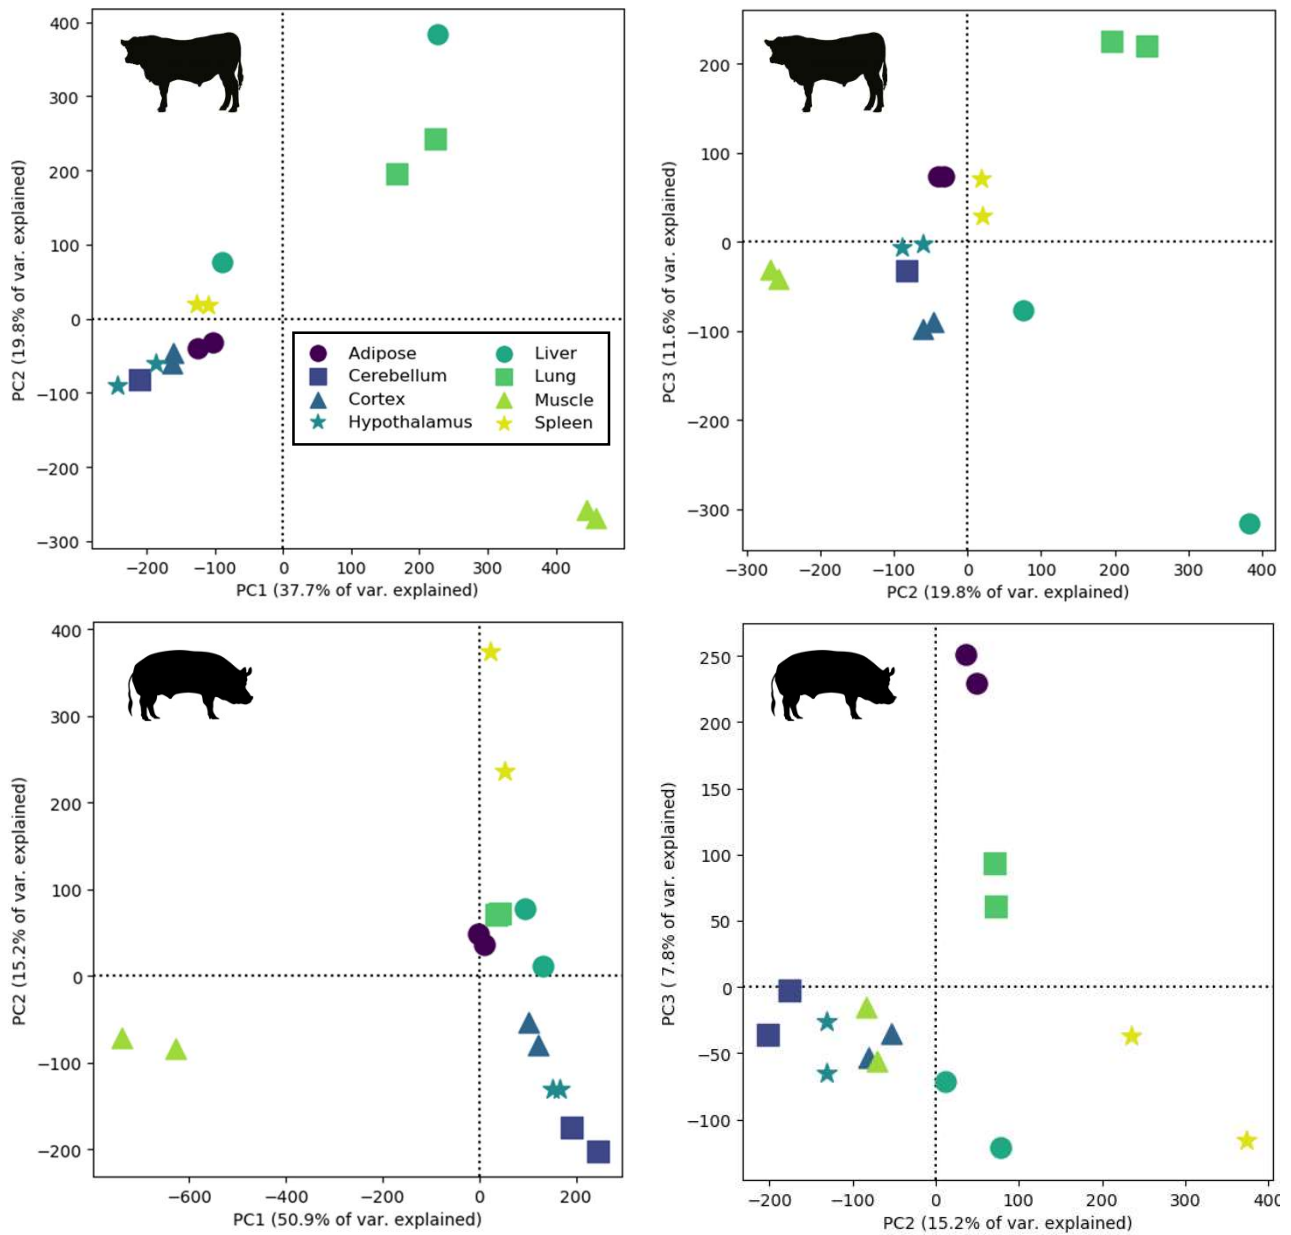 400
300
200
100
0
−100
−200
−300
PC2 (19.8% of var. explained)
Adipose
Cerebellum
Cortex
Hypothalamus
Liver
Lung
Muscle
Spleen
−200 −100 0 100 200 300 400
PC1 (37.7% of var. explained)
200
100
0
−100
−200
−300
PC3 (11.6% of var. explained)
−300 −200 −100 0 100 200 300 400
PC2 (19.8% of var. explained)
400
300
200
100
0
−100
−200
PC2 (15.2% of var. explained)
−600 −400 −200 0 200
PC1 (50.9% of var. explained)
250
200
150
100
50
0
−50
−100
PC3 ( 7.8% of var. explained)
−200 −100 0 100 200 300 400
PC2 (15.2% of var. explained)